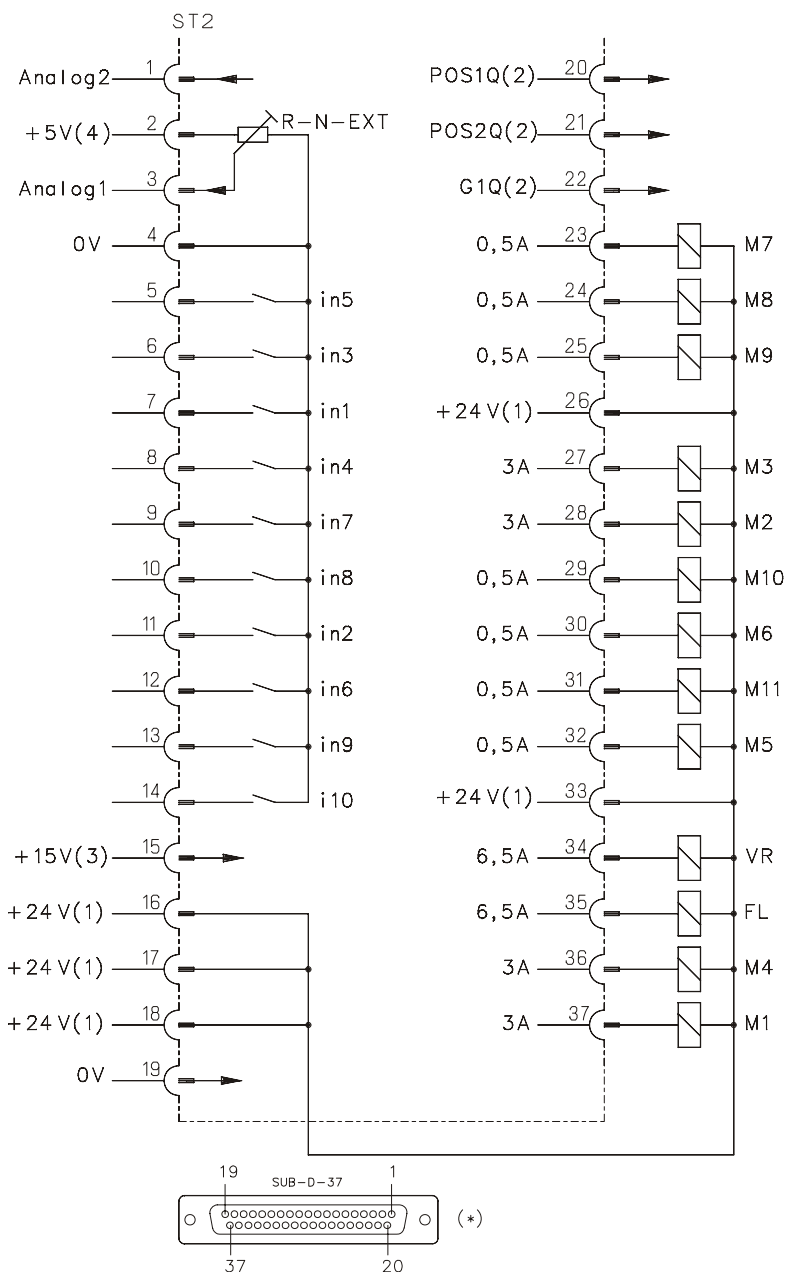 ST2
Analog2 1
+5V(4) 2 R-N-EXT
Analog1 3
0V 4
5 in5
6 in3
7 in1
8 in4
9 in7
10 in8
11 in2
12 in6
13 in9
14 i10
+15V(3) 15
+24V(1) 16
+24V(1) 17
+24V(1) 18
0V 19
POS1Q(2) 20
POS2Q(2) 21
G1Q(2) 22
0,5A 23 M7
0,5A 24 M8
0,5A 25 M9
+24V(1) 26
3A 27 M3
3A 28 M2
0,5A 29 M10
0,5A 30 M6
0,5A 31 M11
0,5A 32 M5
+24V(1) 33
6,5A 34 VR
6,5A 35 FL
3A 36 M4
3A 37 M1
19 SUB-D-37 1
(*)
37 20